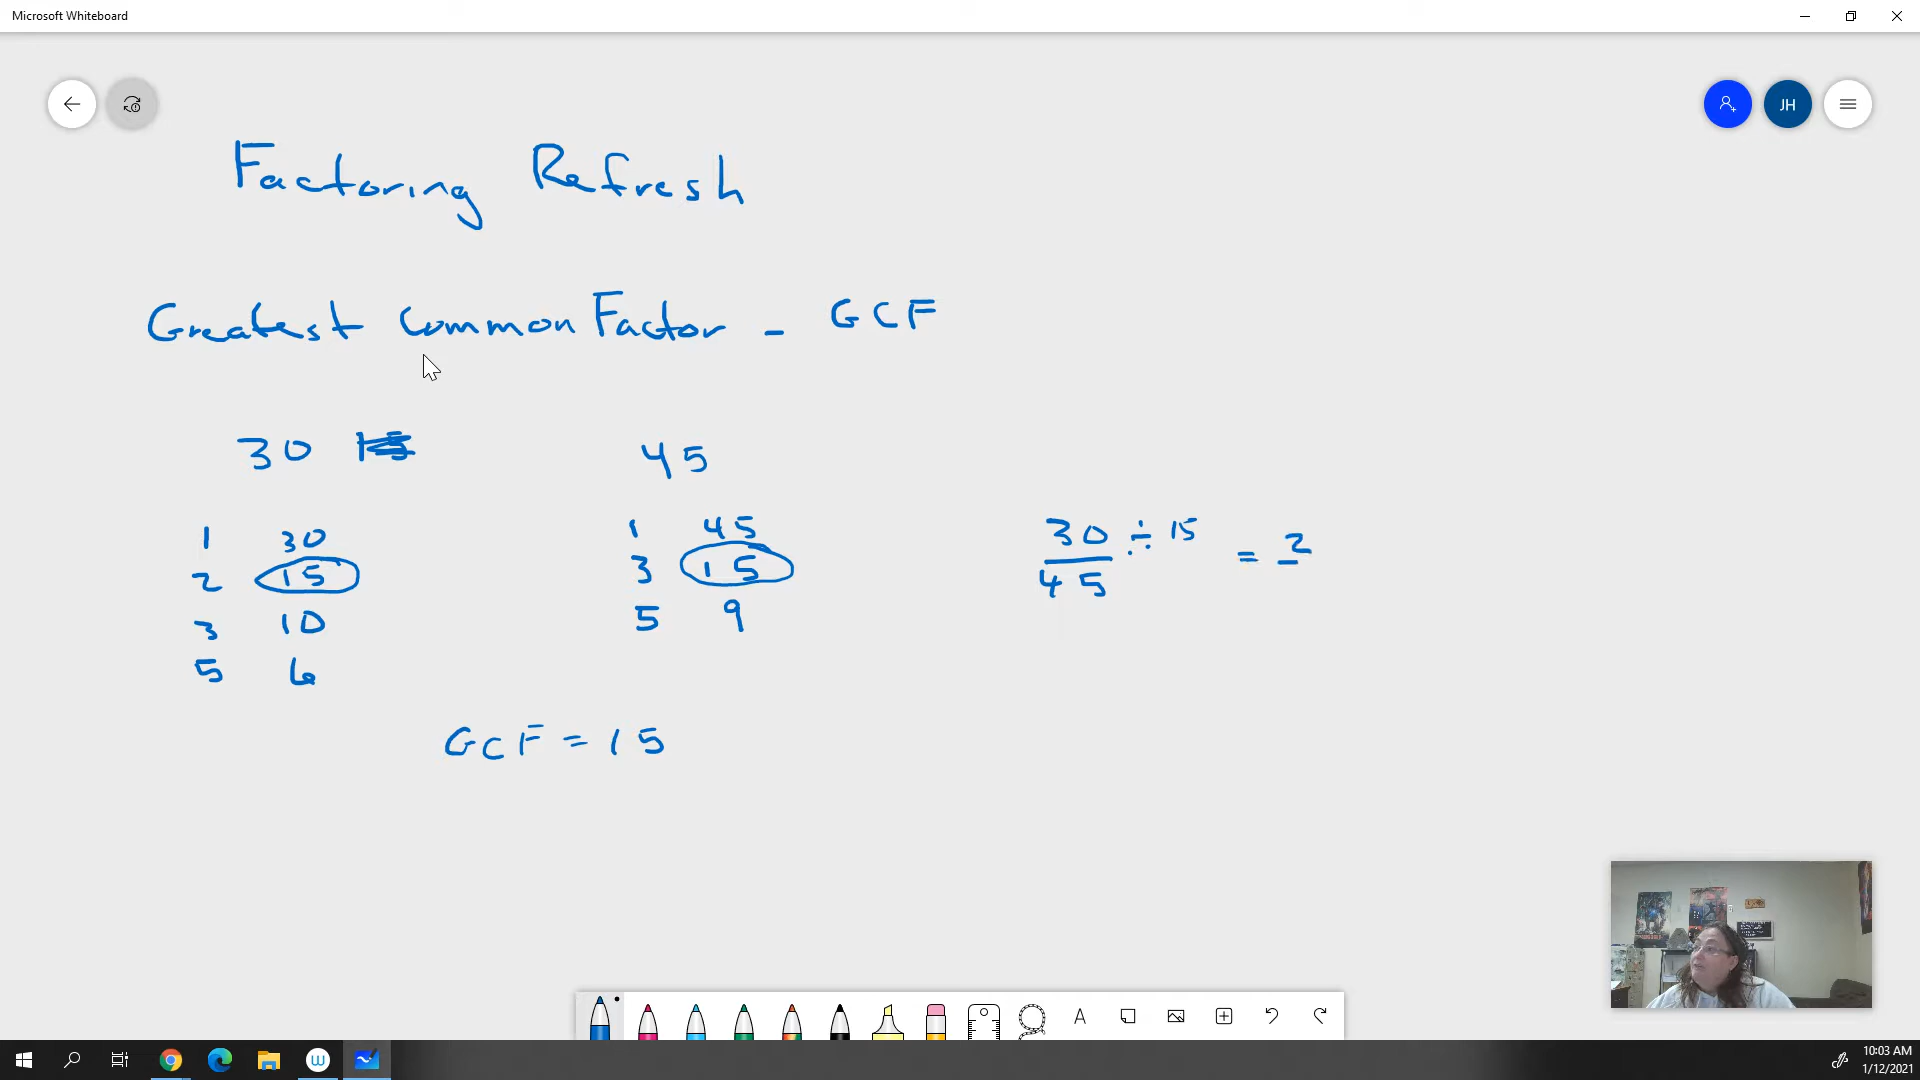 Microsoft Whiteboard
JH
Factoring Refresh
Greatest Common Factor - GCF
30 45
1 30
2 15
3 10
5 6
1 45
3 15
5 9
30 ÷ 15 = 2
45
GCF = 15
A
10:03 AM
1/12/2021